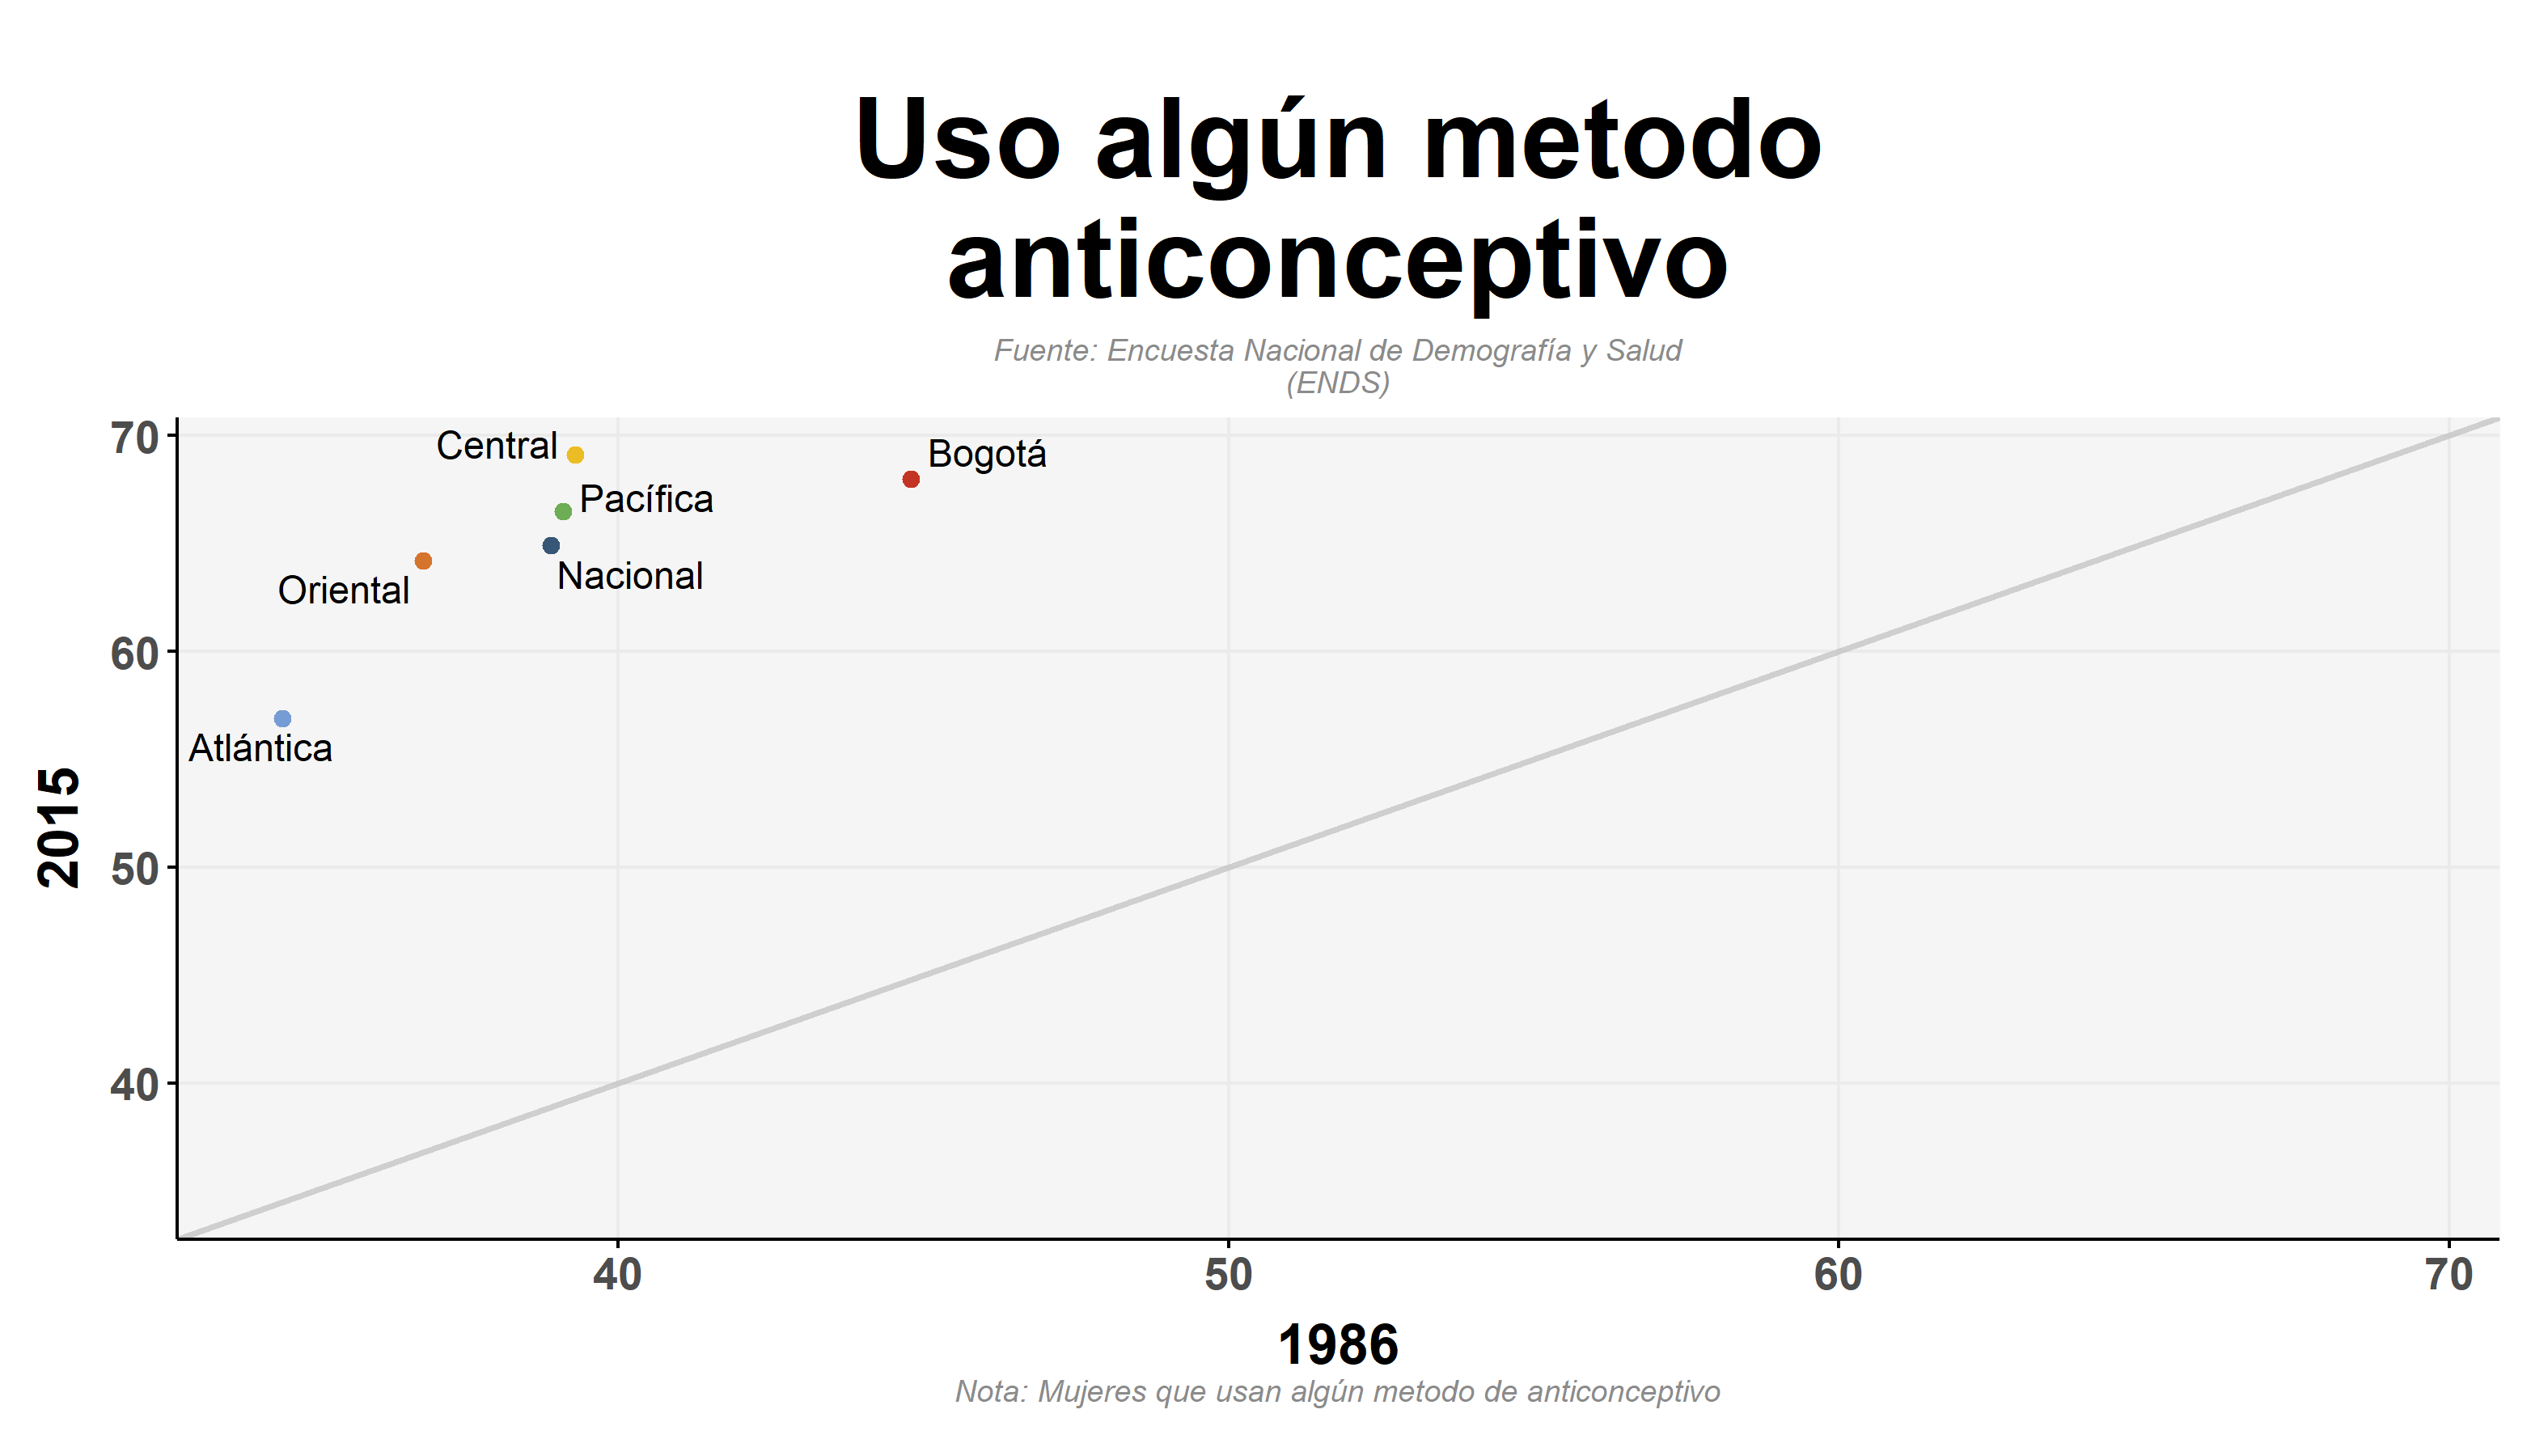 Uso algún metodo
anticonceptivo
Fuente: Encuesta Nacional de Demografía y Salud
(ENDS)
70
60
50
40
2015
Central
Bogotá
Pacífica
Nacional
Oriental
Atlántica
40
50
60
70
1986
Nota: Mujeres que usan algún metodo de anticonceptivo